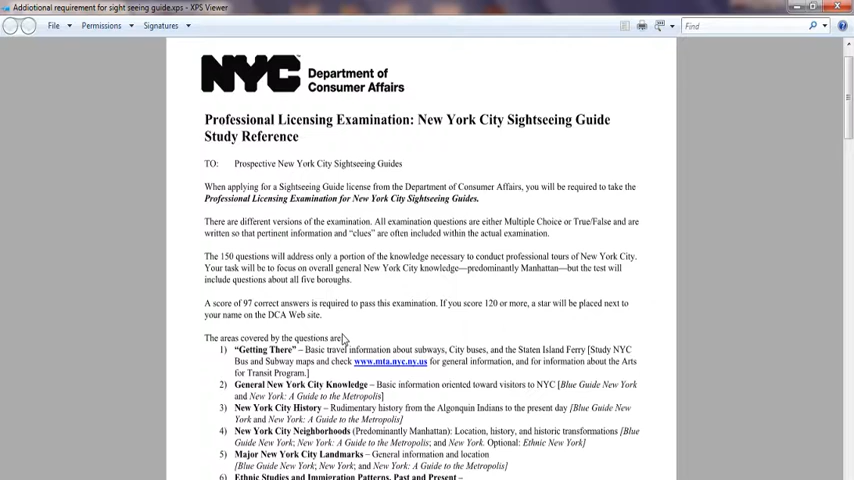 Addiotional requirement for sight seeing guide.xps - XPS Viewer
File Permissions Signatures Find
NYC Department of
Consumer Affairs
Professional Licensing Examination: New York City Sightseeing Guide
Study Reference
TO: Prospective New York City Sightseeing Guides
When applying for a Sightseeing Guide license from the Department of Consumer Affairs, you will be required to take the
Professional Licensing Examination for New York City Sightseeing Guides.
There are different versions of the examination. All examination questions are either Multiple Choice or True/False and are
written so that pertinent information and “clues” are often included within the actual examination.
The 150 questions will address only a portion of the knowledge necessary to conduct professional tours of New York City.
Your task will be to focus on overall general New York City knowledge—predominantly Manhattan—but the test will
include questions about all five boroughs.
A score of 97 correct answers is required to pass this examination. If you score 120 or more, a star will be placed next to
your name on the DCA Web site.
The areas covered by the questions are:
1) “Getting There” – Basic travel information about subways, City buses, and the Staten Island Ferry [Study NYC
Bus and Subway maps and check www.mta.nyc.ny.us for general information, and for information about the Arts
for Transit Program.]
2) General New York City Knowledge – Basic information oriented toward visitors to NYC [Blue Guide New York
and New York: A Guide to the Metropolis]
3) New York City History – Rudimentary history from the Algonquin Indians to the present day [Blue Guide New
York and New York: A Guide to the Metropolis]
4) New York City Neighborhoods (Predominantly Manhattan): Location, history, and historic transformations [Blue
Guide New York; New York: A Guide to the Metropolis; and New York. Optional: Ethnic New York]
5) Major New York City Landmarks – General information and location
[Blue Guide New York; New York; and New York: A Guide to the Metropolis]
6) Ethnic Studies and Immigration Patterns, Past and Present –